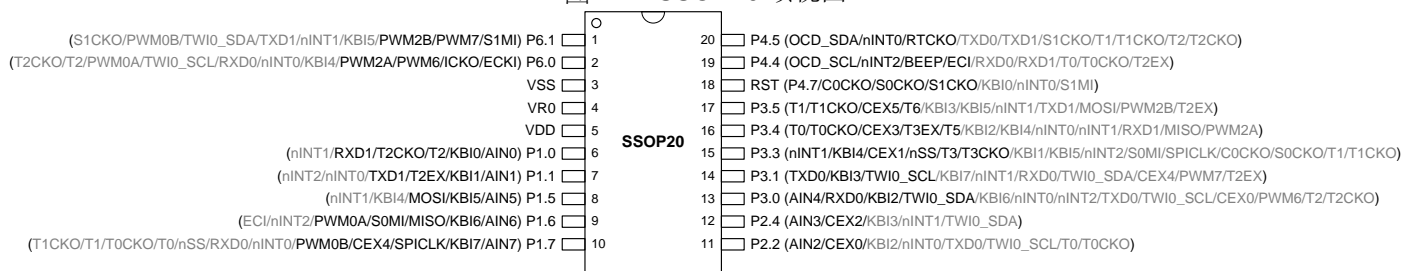 (S1CKO/PWM0B/TWI0_SDA/TXD1/nINT1/KBI5/PWM2B/PWM7/S1MI) P6.1 1
(T2CKO/T2/PWM0A/TWI0_SCL/RXD0/nINT0/KBI4/PWM2A/PWM6/ICKO/ECKI) P6.0 2
VSS 3
VR0 4
VDD 5
(nINT1/RXD1/T2CKO/T2/KBI0/AIN0) P1.0 6
(nINT2/nINT0/TXD1/T2EX/KBI1/AIN1) P1.1 7
(nINT1/KBI4/MOSI/KBI5/AIN5) P1.5 8
(ECI/nINT2/PWM0A/S0MI/MISO/KBI6/AIN6) P1.6 9
(T1CKO/T1/T0CKO/T0/nSS/RXD0/nINT0/PWM0B/CEX4/SPICLK/KBI7/AIN7) P1.7 10
SSOP20
20 P4.5 (OCD_SDA/nINT0/RTCKO/TXD0/TXD1/S1CKO/T1/T1CKO/T2/T2CKO)
19 P4.4 (OCD_SCL/nINT2/BEEP/ECI/RXD0/RXD1/T0/T0CKO/T2EX)
18 RST (P4.7/C0CKO/S0CKO/S1CKO/KBI0/nINT0/S1MI)
17 P3.5 (T1/T1CKO/CEX5/T6/KBI3/KBI5/nINT1/TXD1/MOSI/PWM2B/T2EX)
16 P3.4 (T0/T0CKO/CEX3/T3EX/T5/KBI2/KBI4/nINT0/nINT1/RXD1/MISO/PWM2A)
15 P3.3 (nINT1/KBI4/CEX1/nSS/T3/T3CKO/KBI1/KBI5/nINT2/S0MI/SPICLK/C0CKO/S0CKO/T1/T1CKO)
14 P3.1 (TXD0/KBI3/TWI0_SCL/KBI7/nINT1/RXD0/TWI0_SDA/CEX4/PWM7/T2EX)
13 P3.0 (AIN4/RXD0/KBI2/TWI0_SDA/KBI6/nINT0/nINT2/TXD0/TWI0_SCL/CEX0/PWM6/T2/T2CKO)
12 P2.4 (AIN3/CEX2/KBI3/nINT1/TWI0_SDA)
11 P2.2 (AIN2/CEX0/KBI2/nINT0/TXD0/TWI0_SCL/T0/T0CKO)